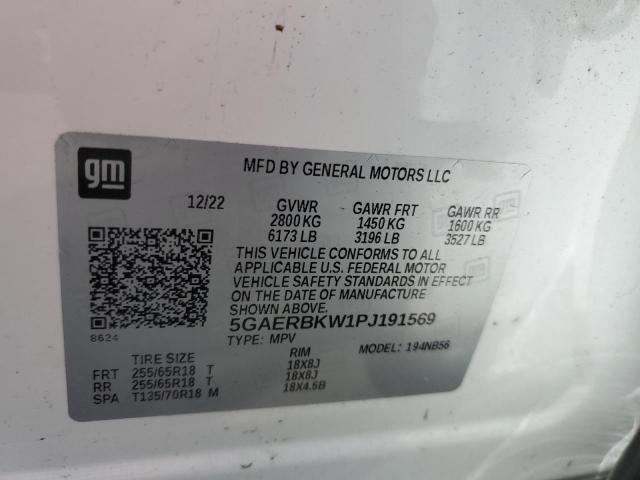 gm
MFD BY GENERAL MOTORS LLC
12/22 GVWR GAWR FRT GAWR RR
2800 KG 1450 KG 1600 KG
6173 LB 3196 LB 3527 LB
THIS VEHICLE CONFORMS TO ALL
APPLICABLE U.S. FEDERAL MOTOR
VEHICLE SAFETY STANDARDS IN EFFECT
ON THE DATE OF MANUFACTURE
SHOWN ABOVE.
5GAERBKW1PJ191569
TYPE: MPV MODEL: 194NB56
8624
TIRE SIZE RIM
FRT 255/65R18 T 18X8J
RR 255/65R18 T 18X8J
SPA T135/70R18 M 18X4.5B